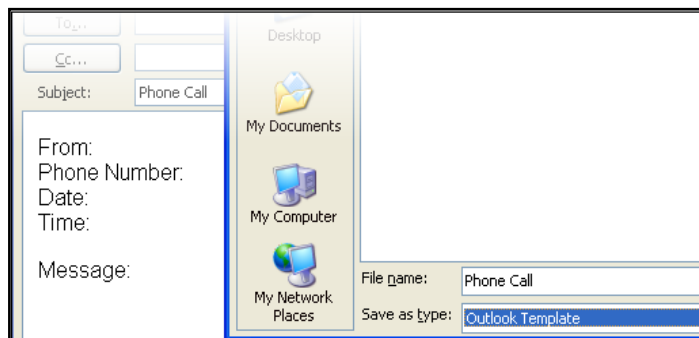 To...
Cc...
Subject: Phone Call
From:
Phone Number:
Date:
Time:
Message:
Desktop
My Documents
My Computer
My Network
Places
File name: Phone Call
Save as type: Outlook Template